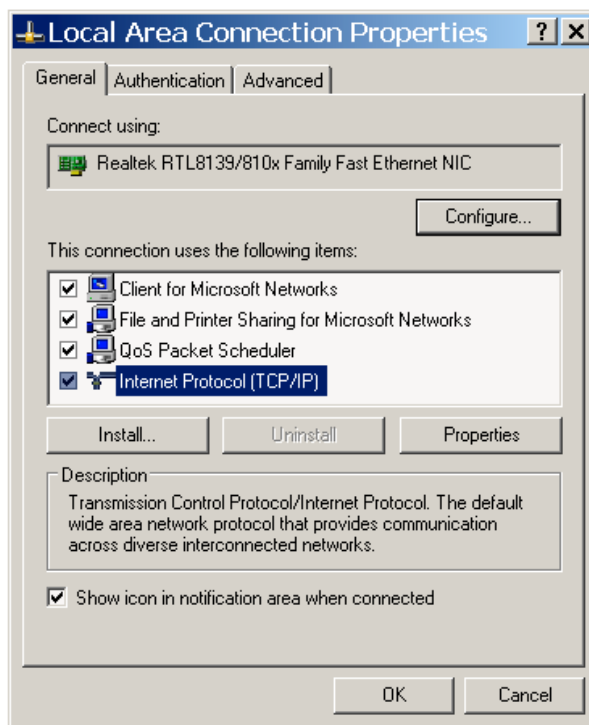 Local Area Connection Properties
General Authentication Advanced
Connect using:
Realtek RTL8139/810x Family Fast Ethernet NIC
Configure...
This connection uses the following items:
Client for Microsoft Networks
File and Printer Sharing for Microsoft Networks
QoS Packet Scheduler
Internet Protocol (TCP/IP)
Install... Uninstall Properties
Description
Transmission Control Protocol/Internet Protocol. The default
wide area network protocol that provides communication
across diverse interconnected networks.
Show icon in notification area when connected
OK Cancel